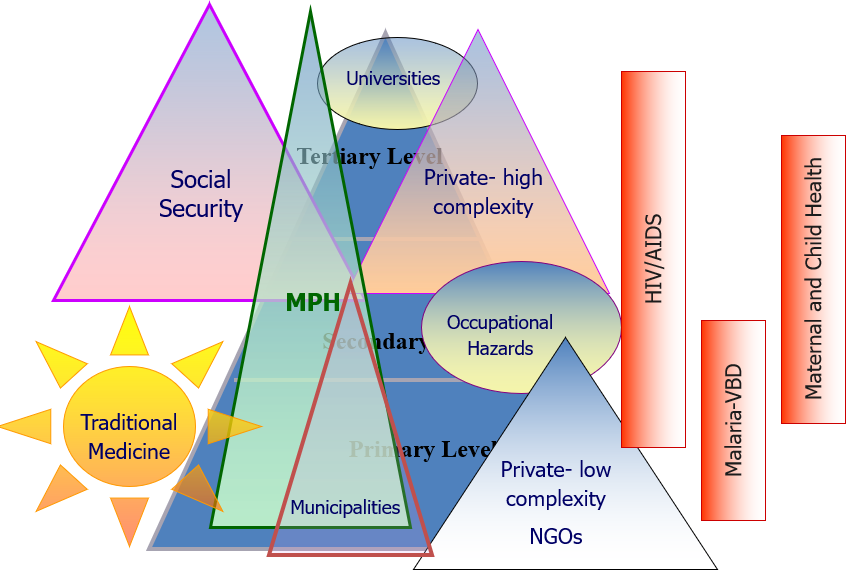 Universities
Tertiary Level
Social
Security
Private- high
complexity
MPH
Occupational
Hazards
Secondary
Traditional
Medicine
Primary Level
Private- low
complexity
Municipalities
NGOs
HIV/AIDS
Malaria-VBD
Maternal and Child Health